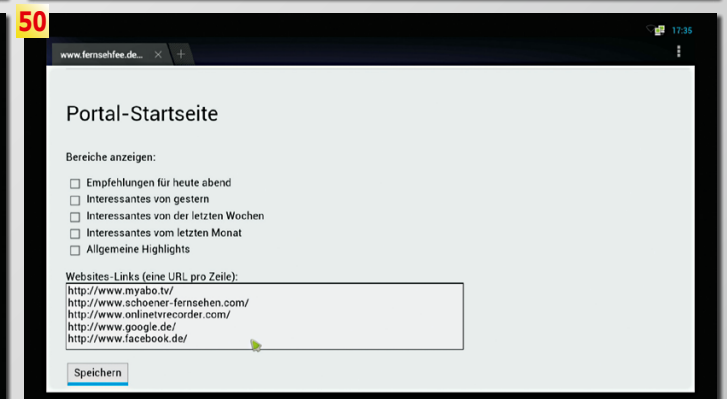 50
17:35
www.fernsehfee.de...
Portal-Startseite
Bereiche anzeigen:
Empfehlungen für heute abend
Interessantes von gestern
Interessantes von der letzten Wochen
Interessantes vom letzten Monat
Allgemeine Highlights
Websites-Links (eine URL pro Zeile):
http://www.myabo.tv/
http://www.schoener-fernsehen.com/
http://www.onlinetvrecorder.com/
http://www.google.de/
http://www.facebook.de/
Speichern